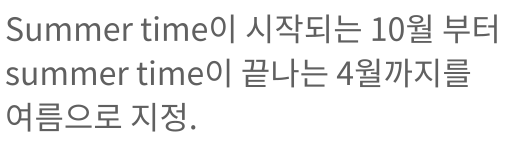 Summer time이 시작되는 10월 부터
summer time이 끝나는 4월까지를
여름으로 지정.